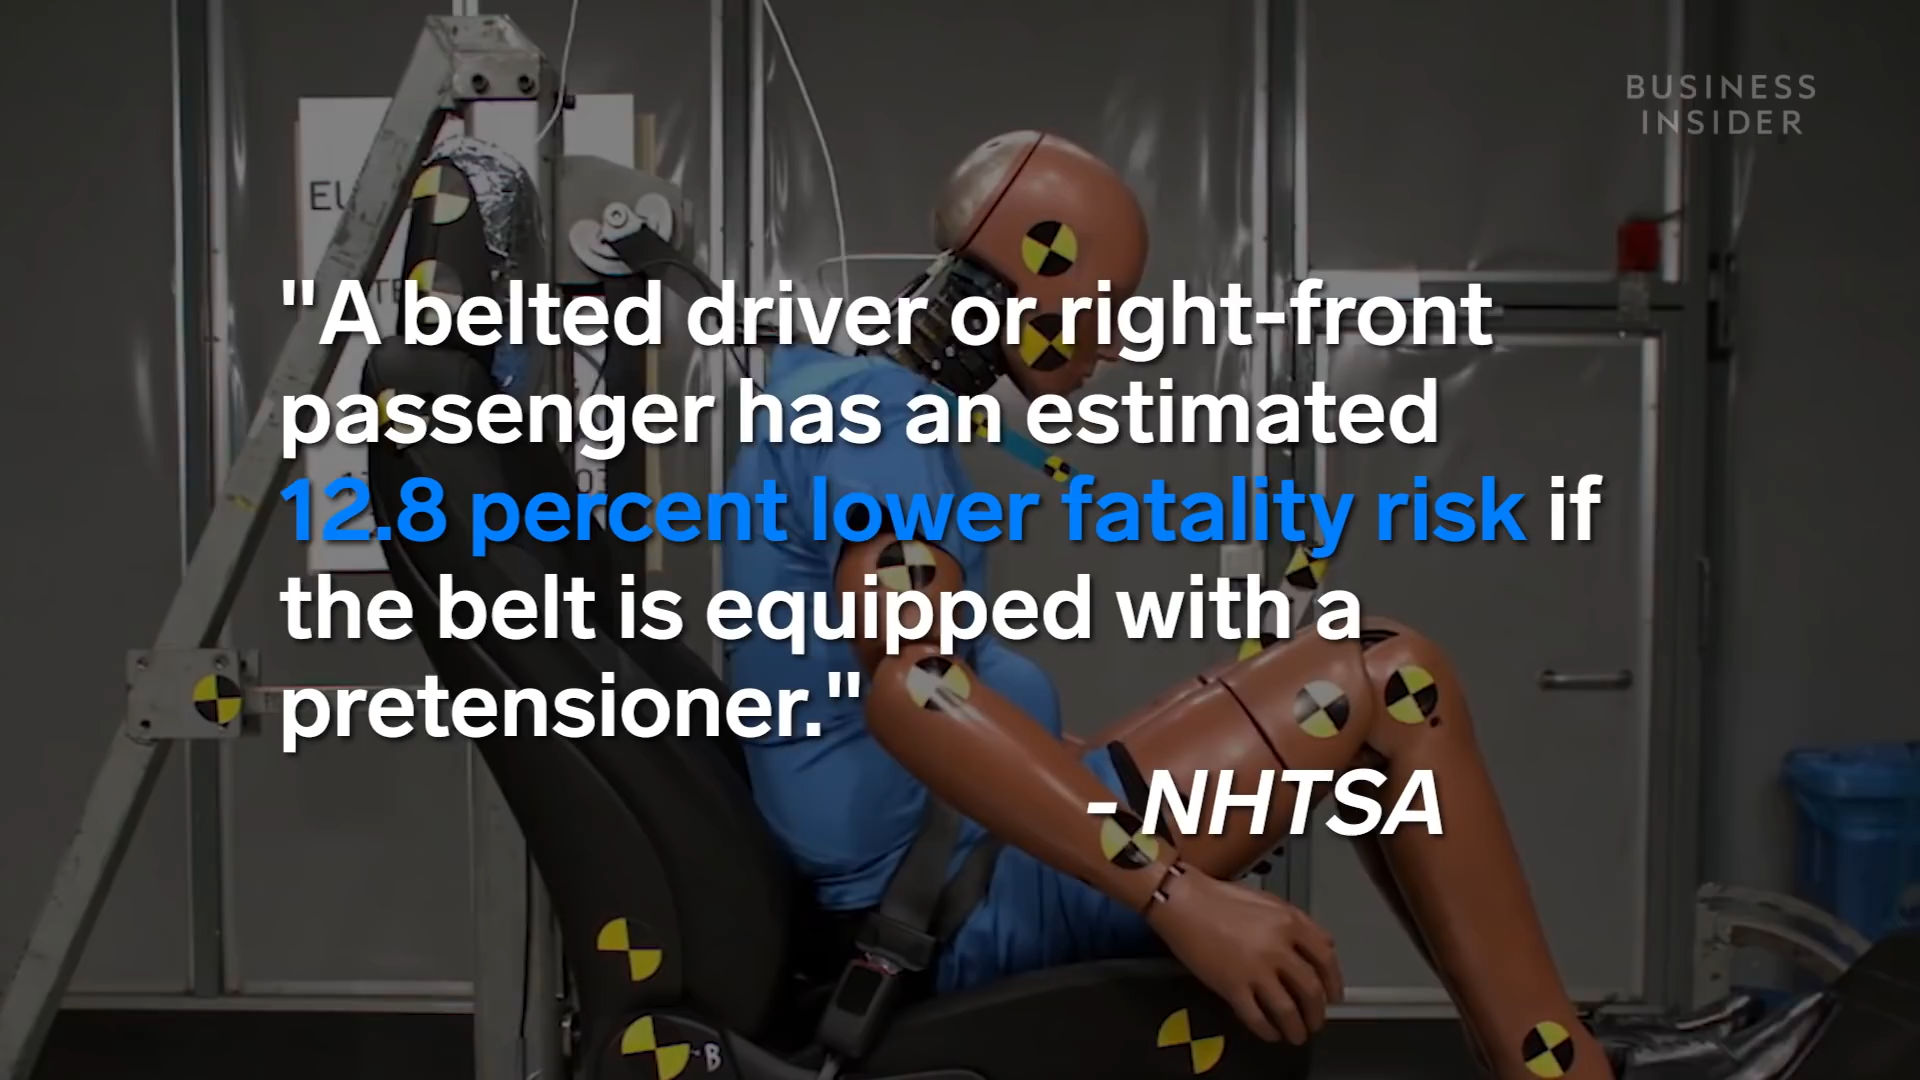 BUSINESS
INSIDER
"A belted driver or right-front
passenger has an estimated
12.8 percent lower fatality risk if
the belt is equipped with a
pretensioner."
- NHTSA
B